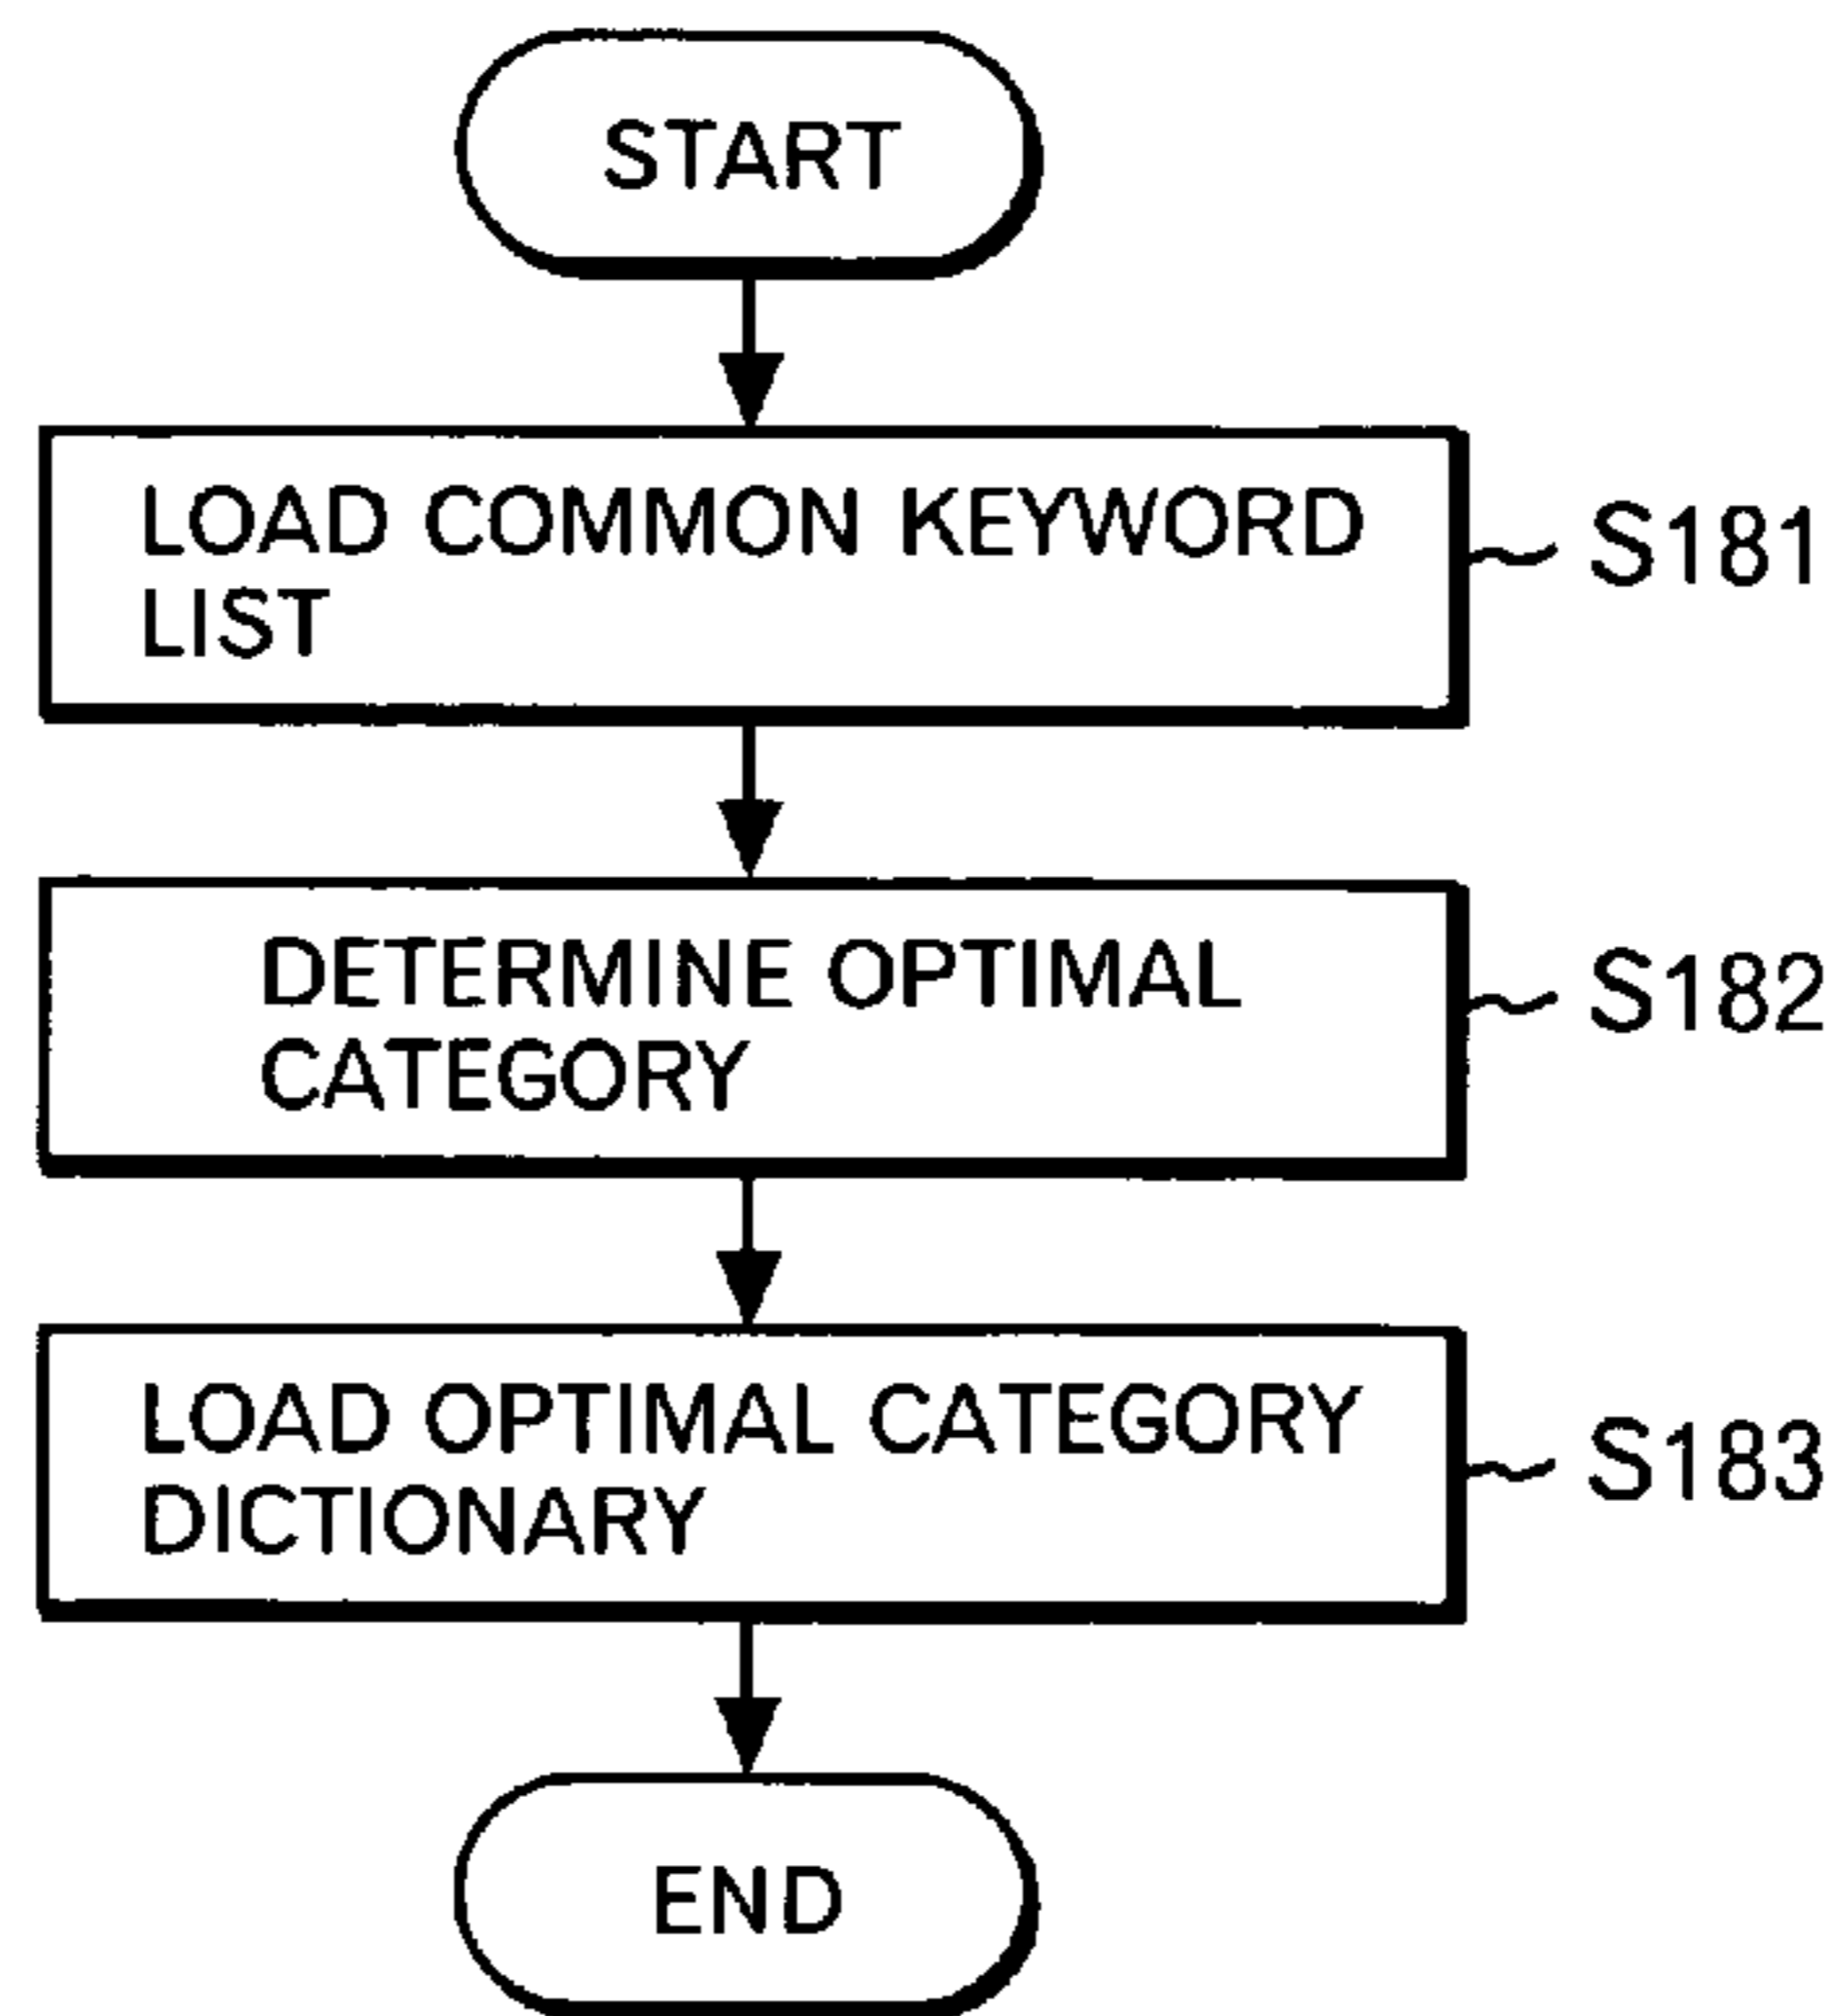 START
LOAD COMMON KEYWORD
LIST
S181
DETERMINE OPTIMAL
CATEGORY
S182
LOAD OPTIMAL CATEGORY
DICTIONARY
S183
END